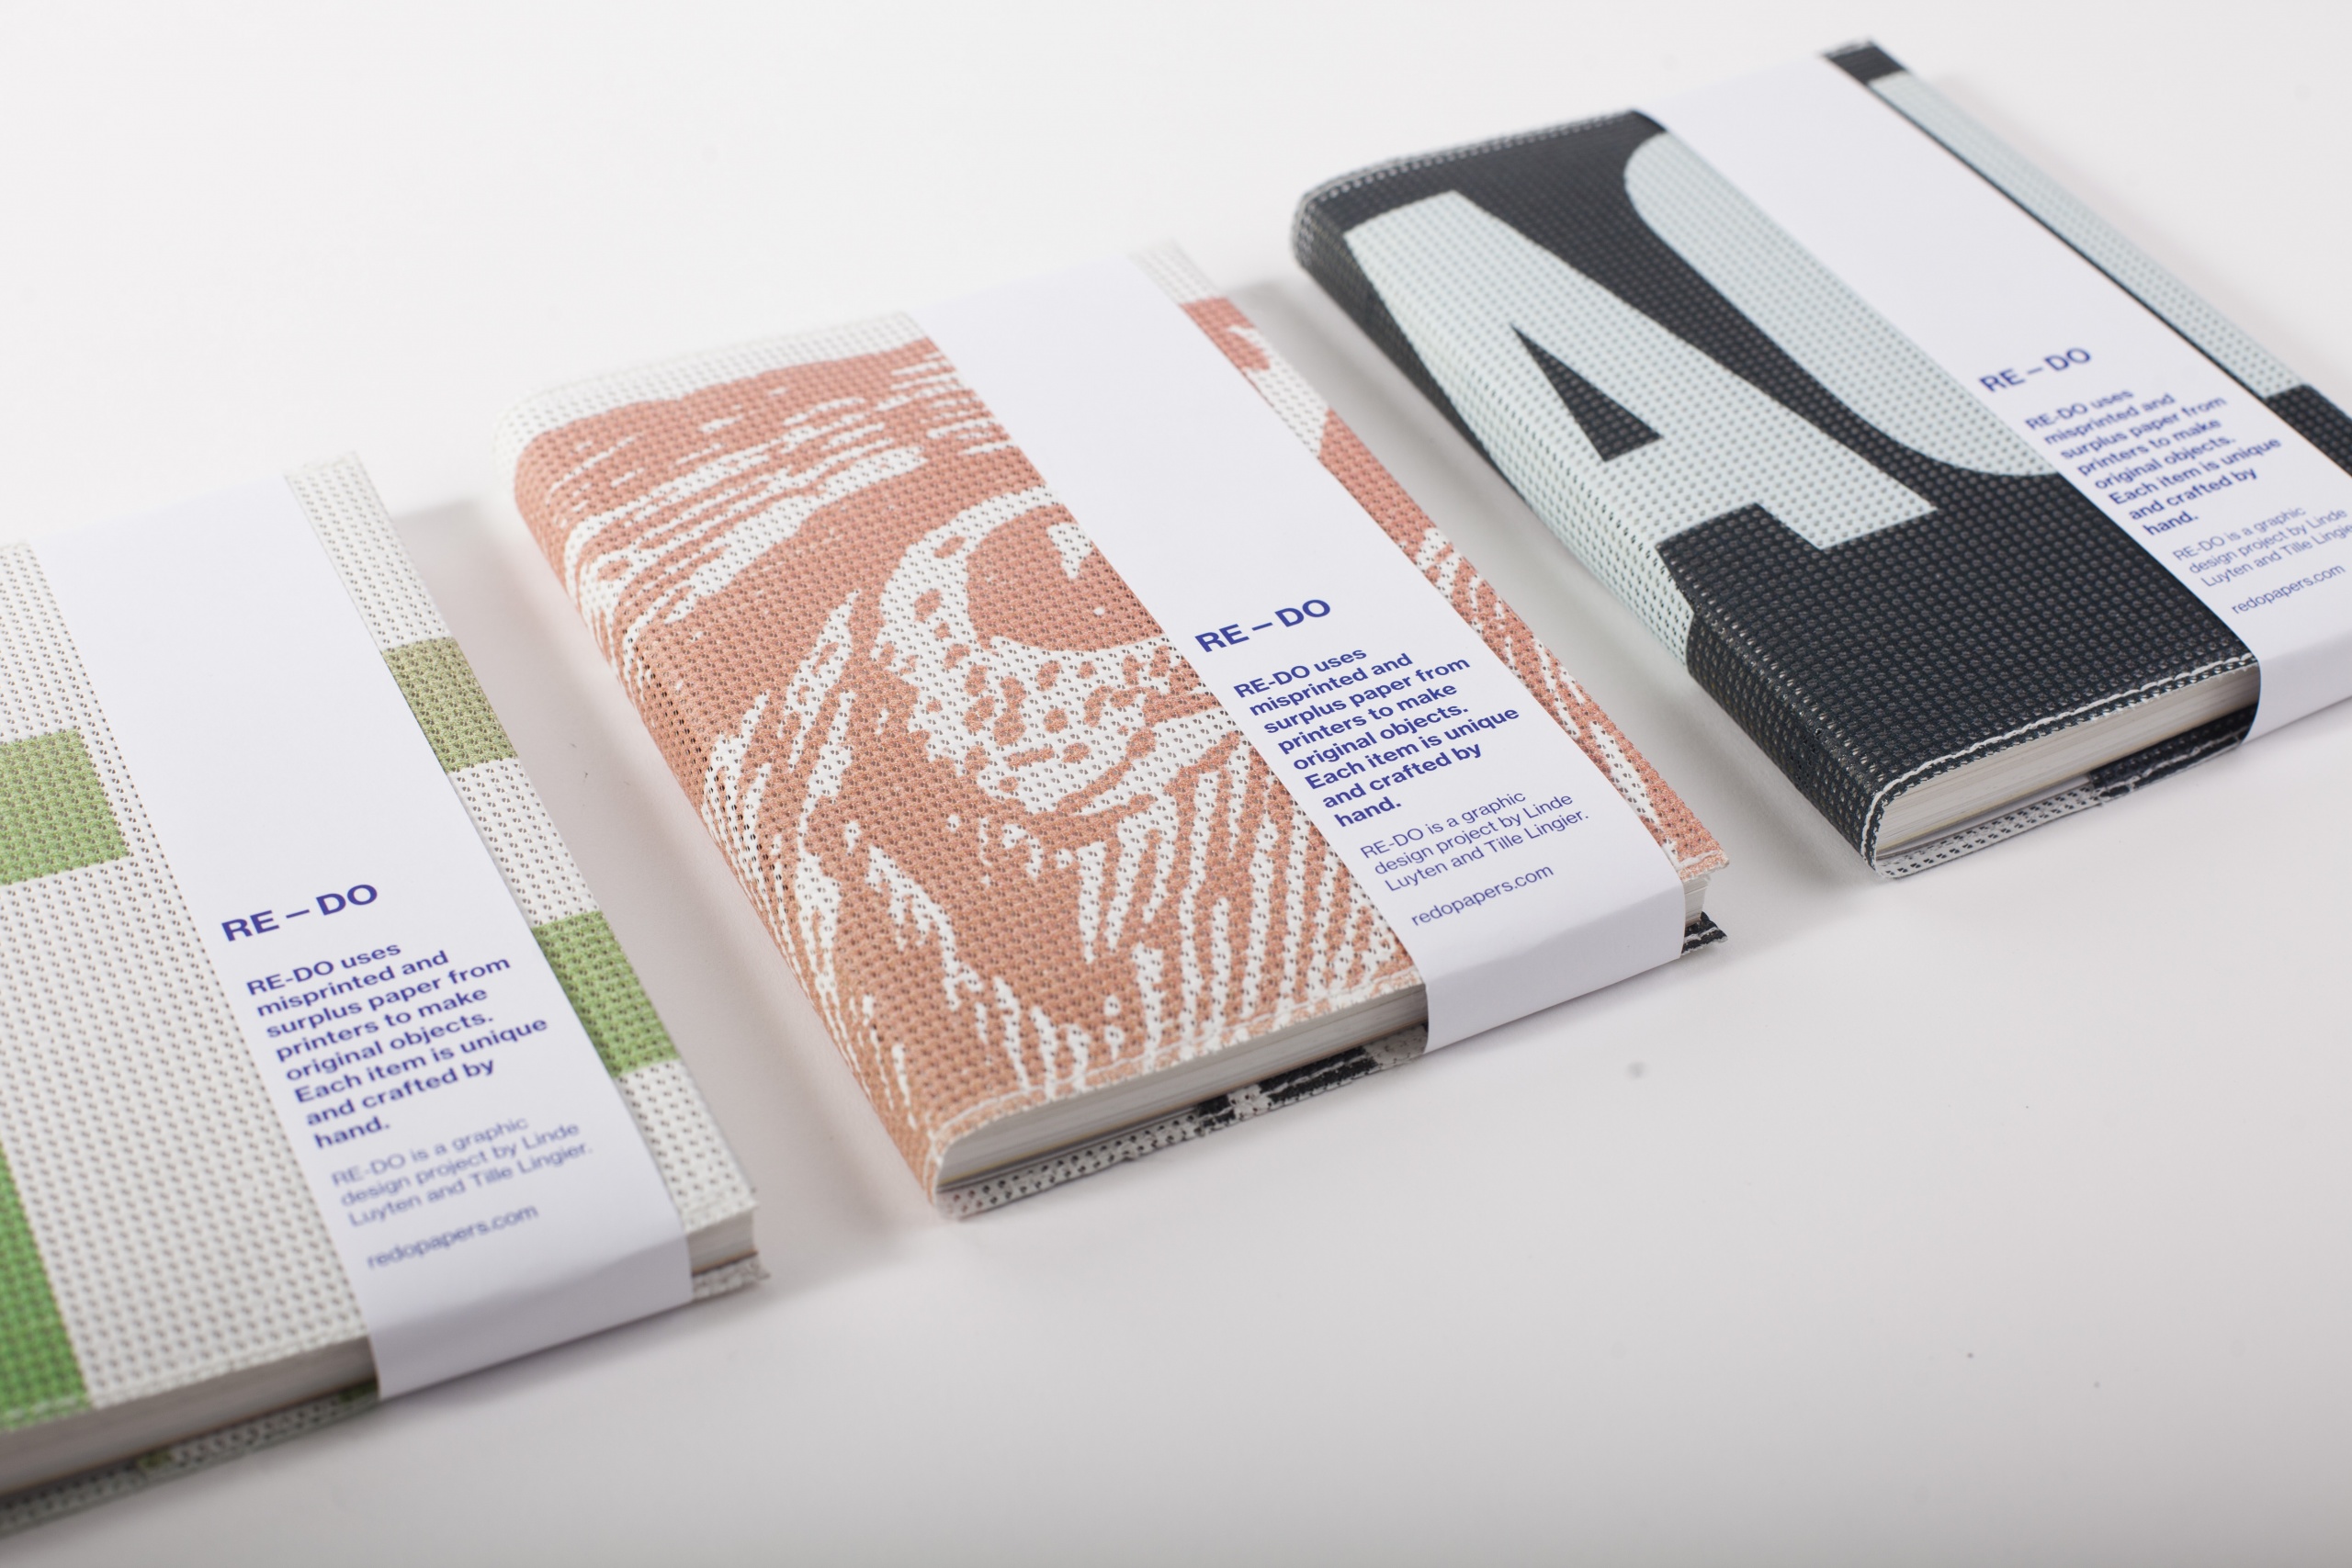 RE – DO
RE-DO uses
misprinted and
surplus paper from
printers to make
original objects.
Each item is unique
and crafted by
hand.
RE-DO is a graphic
design project by Linde
Luyten and Tille Lingier.
redopapers.com
RE – DO
RE-DO uses
misprinted and
surplus paper from
printers to make
original objects.
Each item is unique
and crafted by
hand.
RE-DO is a graphic
design project by Linde
Luyten and Tille Lingier.
redopapers.com
A
RE – DO
RE-DO uses
misprinted and
surplus paper from
printers to make
original objects.
Each item is unique
and crafted by
hand.
RE-DO is a graphic
design project by Linde
Luyten and Tille Lingier
redopapers.com